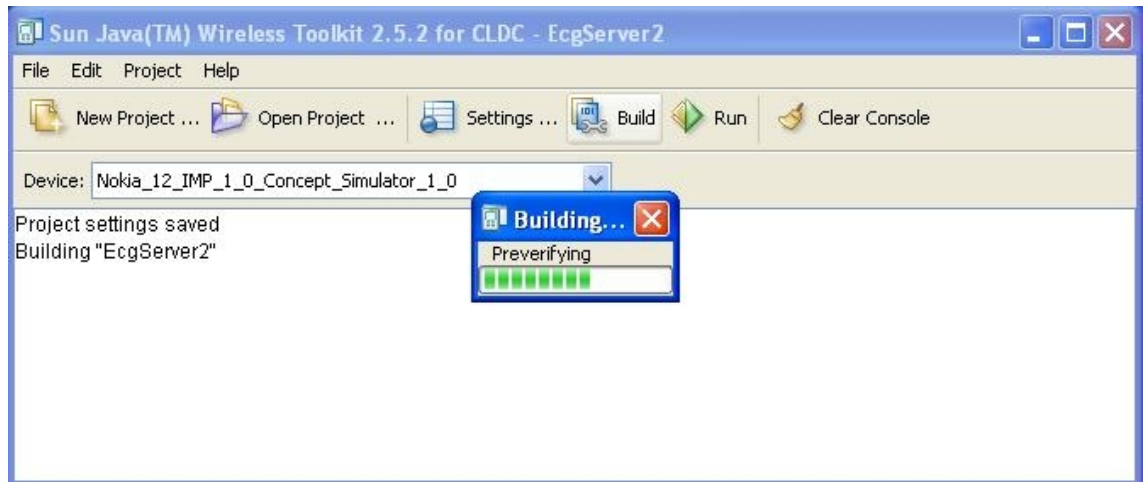 Sun Java(TM) Wireless Toolkit 2.5.2 for CLDC - EcgServer2
File Edit Project Help
New Project ... Open Project ... Settings ... Build Run Clear Console
Device: Nokia_12_IMP_1_0_Concept_Simulator_1_0
Project settings saved
Building "EcgServer2"
Building...
Preverifying